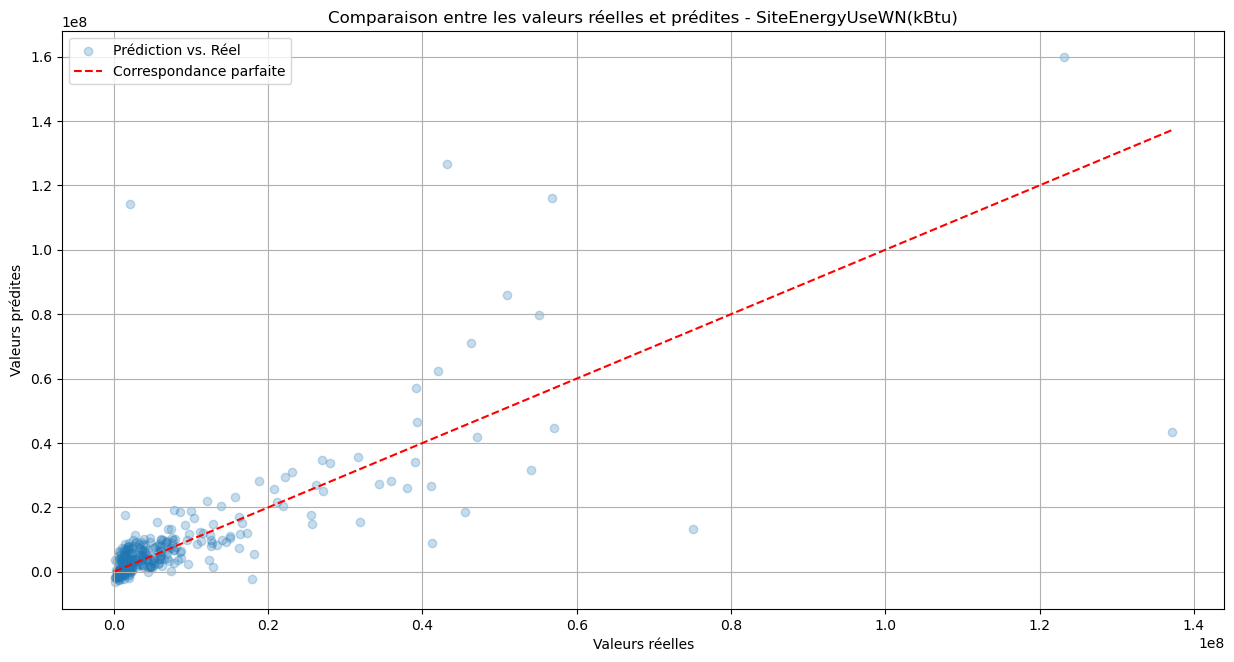 Comparaison entre les valeurs réelles et prédites - SiteEnergyUseWN(kBtu)
1e8
Prédiction vs. Réel
Correspondance parfaite
1.6
1.4
1.2
1.0
0.8
0.6
0.4
0.2
0.0
Valeurs prédites
0.0 0.2 0.4 0.6 0.8 1.0 1.2 1.4
Valeurs réelles
1e8